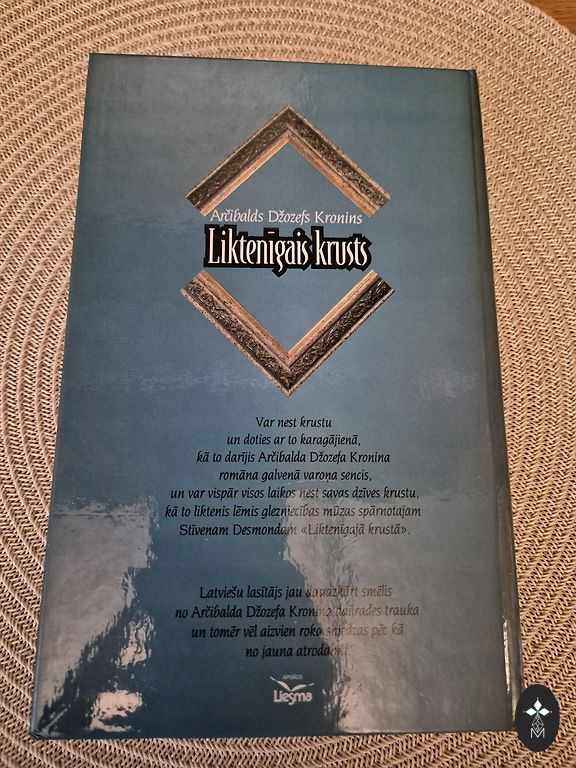 Arčibalds Džozefs Kronins
Liktenīgais krusts
Var nest krustu
un doties ar to karagājienā,
kā to darījis Arčibalda Džozefa Kronina
romāna galvenā varoņa sencis,
un var vispār visos laikos nest savas dzīves krustu,
kā to liktenis lēmis glezniecības mūzas spārnotajam
Stīvenam Desmondam «Liktenīgajā krustā».
Latviešu lasītājs jau daudzkārt smēlis
no Arčibalda Džozefa Kronina daiļrades trauka
un tomēr vēl aizvien roka sniedzas pēc kā
no jauna atrodama.
APGĀDS
Liesma
M